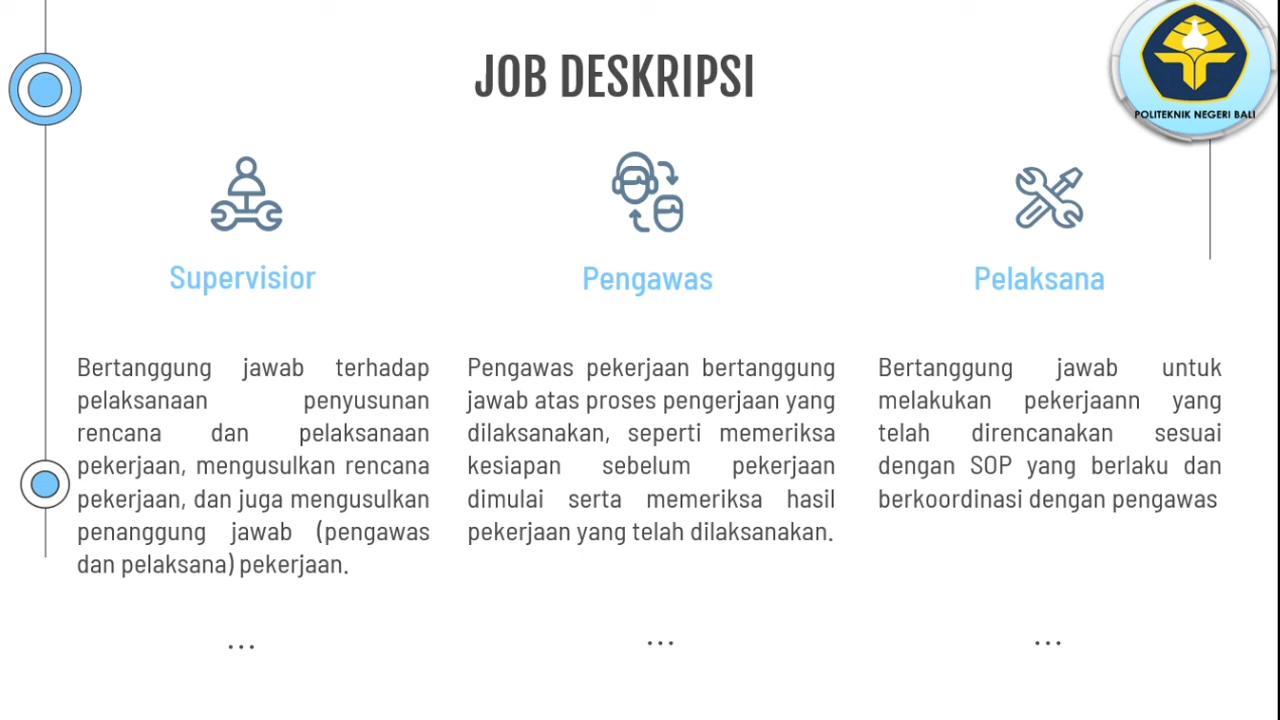 JOB DESKRIPSI
POLITEKNIK NEGERI BALI
Supervisior
Bertanggung jawab terhadap
pelaksanaan penyusunan
rencana dan pelaksanaan
pekerjaan, mengusulkan rencana
pekerjaan, dan juga mengusulkan
penanggung jawab (pengawas
dan pelaksana) pekerjaan.
...
Pengawas
Pengawas pekerjaan bertanggung
jawab atas proses pengerjaan yang
dilaksanakan, seperti memeriksa
kesiapan sebelum pekerjaan
dimulai serta memeriksa hasil
pekerjaan yang telah dilaksanakan.
...
Pelaksana
Bertanggung jawab untuk
melakukan pekerjaann yang
telah direncanakan sesuai
dengan SOP yang berlaku dan
berkoordinasi dengan pengawas
...